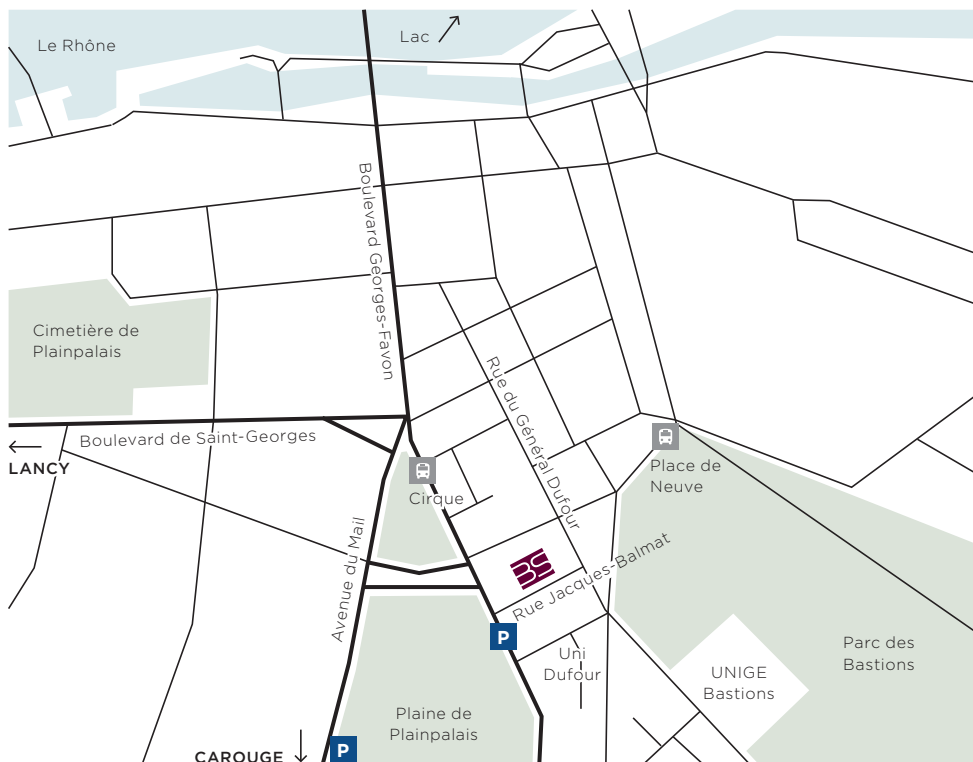 Le Rhône
Lac
Boulevard Georges-Favon
Cimetière de
Plainpalais
Rue du Général Dufour
Boulevard de Saint-Georges
LANCY
Cirque
Place de
Neuve
Avenue du Mail
BS
Rue Jacques-Balmat
P
Uni
Dufour
UNIGE
Bastions
Parc des
Bastions
Plaine de
Plainpalais
CAROUGE
P